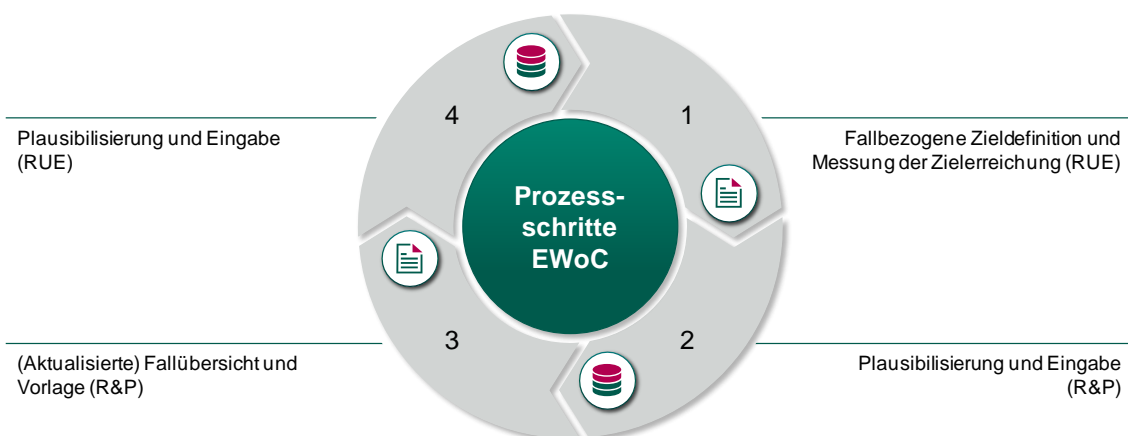 4
1
Plausibilisierung und Eingabe
(RUE)
Fallbezogene Zieldefinition und
Messung der Zielerreichung (RUE)
Prozess-
schritte
EWoC
3
2
(Aktualisierte) Fallübersicht und
Vorlage (R&P)
Plausibilisierung und Eingabe
(R&P)